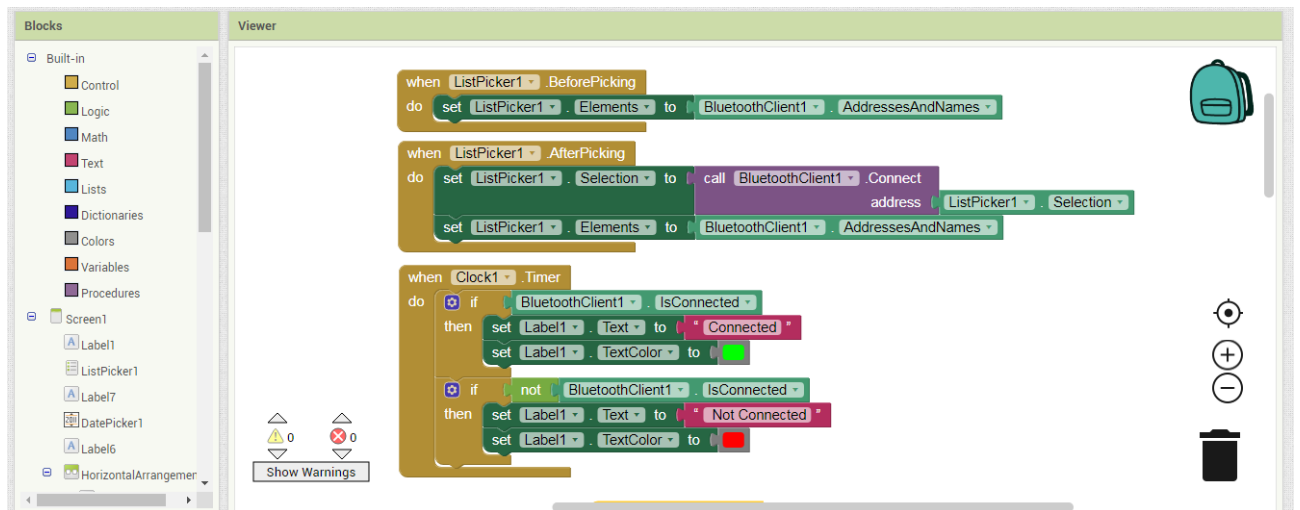 Blocks
Viewer
Built-in
Control
Logic
Math
Text
Lists
Dictionaries
Colors
Variables
Procedures
Screen1
Label1
ListPicker1
Label7
DatePicker1
Label6
HorizontalArrangemer
when ListPicker1 .BeforePicking
do set ListPicker1 . Elements to BluetoothClient1 . AddressesAndNames
when ListPicker1 .AfterPicking
do set ListPicker1 . Selection to call BluetoothClient1 .Connect
address ListPicker1 . Selection
set ListPicker1 . Elements to BluetoothClient1 . AddressesAndNames
when Clock1 .Timer
do if BluetoothClient1 . IsConnected
then set Label1 . Text to " Connected "
set Label1 . TextColor to
if not BluetoothClient1 . IsConnected
then set Label1 . Text to " Not Connected "
set Label1 . TextColor to
0 0
Show Warnings